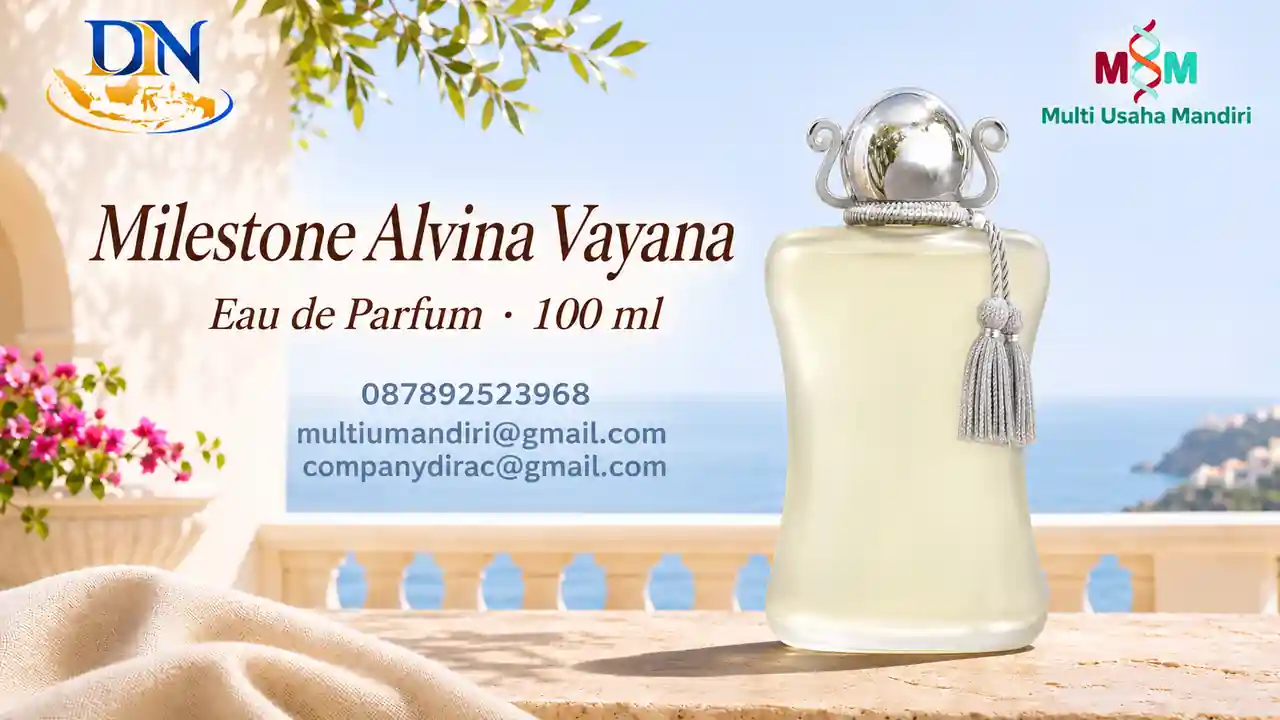 DN
M M
Multi Usaha Mandiri
Milestone Alvina Vayana
Eau de Parfum · 100 ml
087892523968
multiumandiri@gmail.com
companydirac@gmail.com